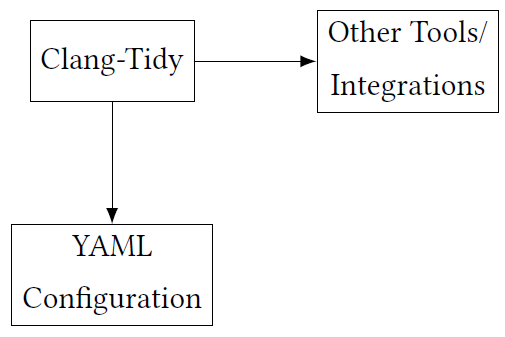 Clang-Tidy
Other Tools/
Integrations
YAML
Configuration